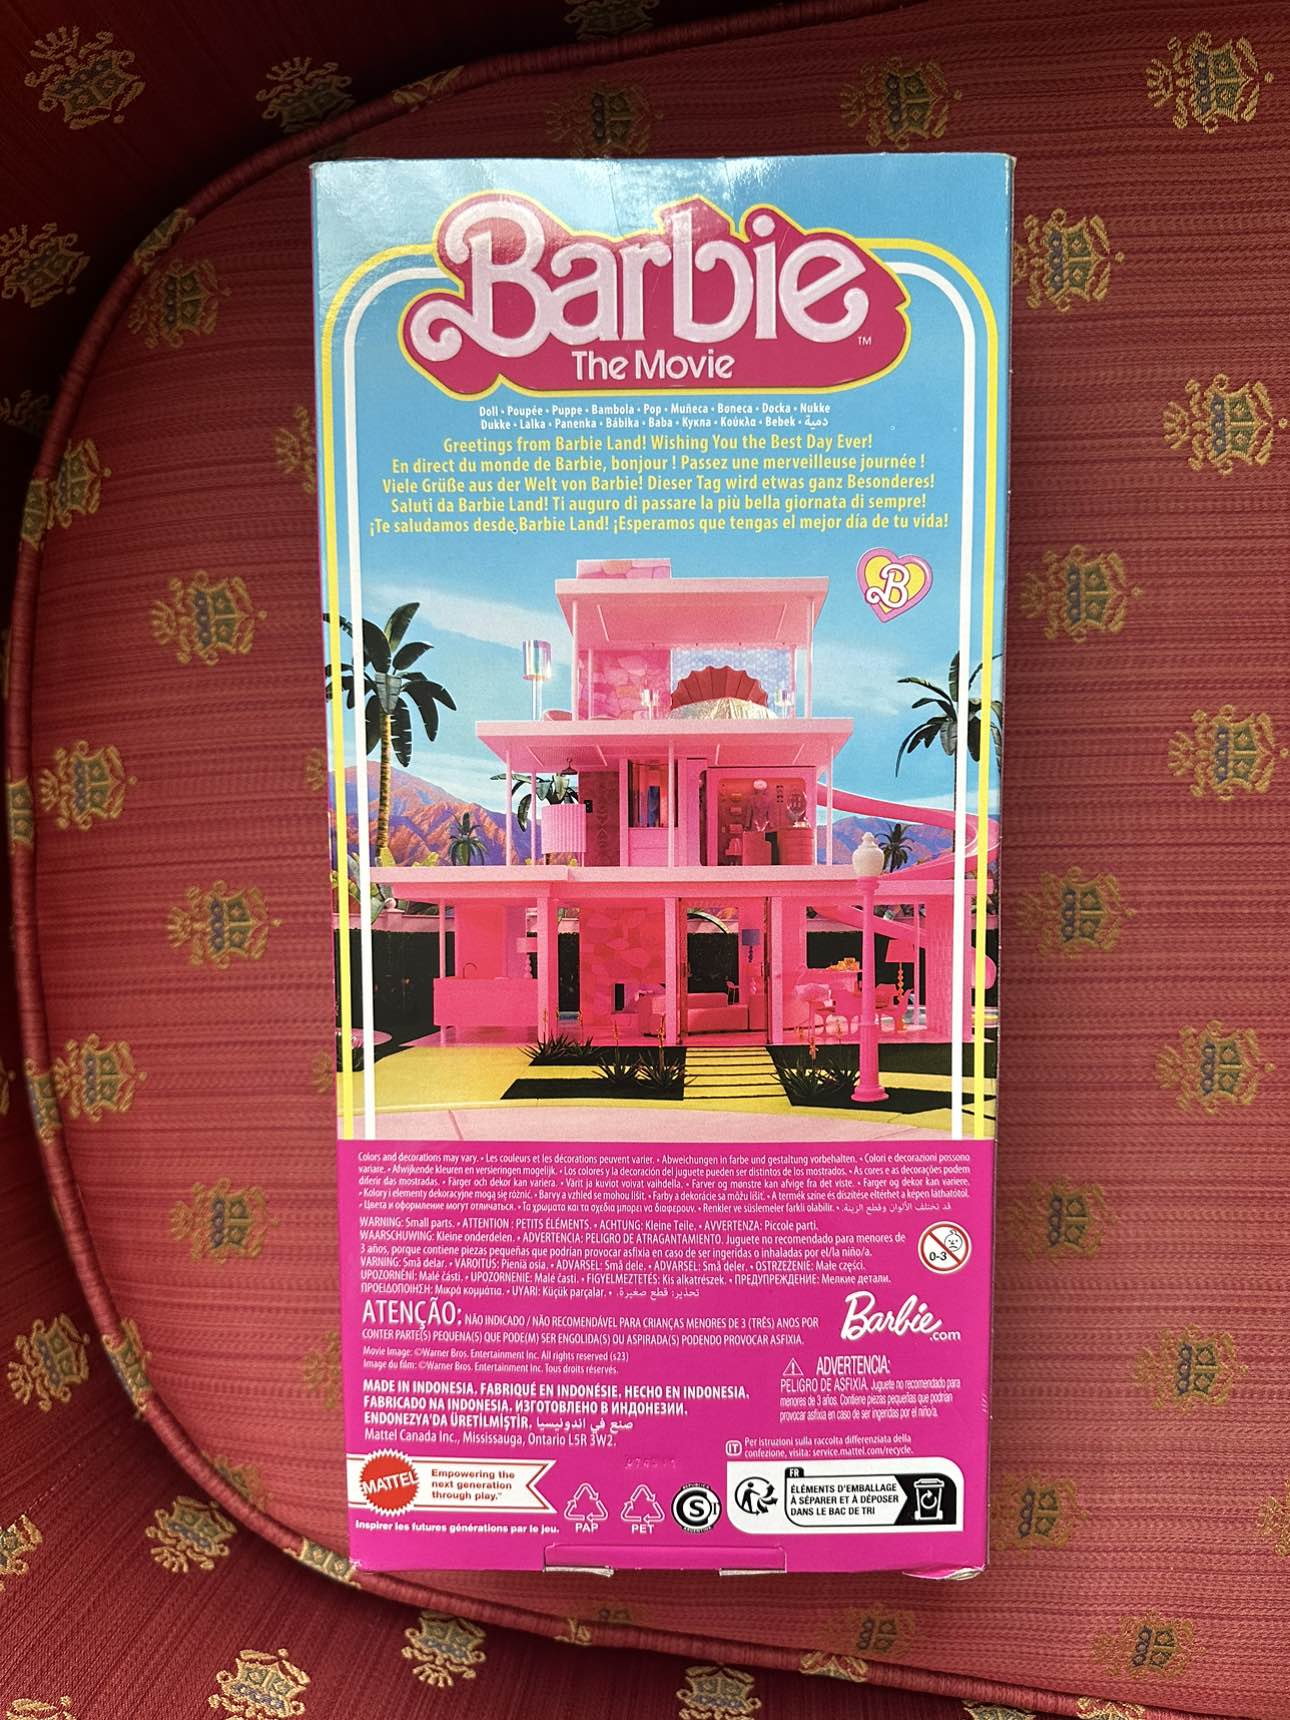 Barbie™
The Movie
Doll • Poupée • Puppe • Bambola • Pop • Muñeca • Boneca • Docka • Nukke
Dukke • Lalka • Panenka • Bábika • Baba • Кукла • Κούκλα • Bebek • دمية
Greetings from Barbie Land! Wishing You the Best Day Ever!
En direct du monde de Barbie, bonjour ! Passez une merveilleuse journée !
Viele Grüße aus der Welt von Barbie! Dieser Tag wird etwas ganz Besonderes!
Saluti da Barbie Land! Ti auguro di passare la più bella giornata di sempre!
¡Te saludamos desde Barbie Land! ¡Esperamos que tengas el mejor día de tu vida!
B
Colors and decorations may vary. • Les couleurs et les décorations peuvent varier. • Abweichungen in farbe und gestaltung vorbehalten. • Colori e decorazioni possono
variare. • Afwijkende kleuren en versieringen mogelijk. • Los colores y la decoración del juguete pueden ser distintos de los mostrados. • As cores e as decorações podem
diferir das mostradas. • Färger och dekor kan variera. • Värit ja kuviot voivat vaihdella. • Farver og mønstre kan afvige fra det viste. • Farger og dekor kan variere.
• Kolory i elementy dekoracyjne mogą się różnić. • Barvy a vzhled se mohou lišit. • Farby a dekorácie sa môžu líšiť. • A termék színe és díszítése eltérhet a képen láthatótól.
• Цвета и оформление могут отличаться. • Τα χρώματα και τα σχέδια μπορεί να διαφέρουν. • Renkler ve süslemeler farklı olabilir. • قد تختلف الألوان وقطع الزينة.
WARNING: Small parts. • ATTENTION : PETITS ÉLÉMENTS. • ACHTUNG: Kleine Teile. • AVVERTENZA: Piccole parti.
WAARSCHUWING: Kleine onderdelen. • ADVERTENCIA: PELIGRO DE ATRAGANTAMIENTO. Juguete no recomendado para menores de
3 años, porque contiene piezas pequeñas que podrían provocar asfixia en caso de ser ingeridas o inhaladas por el/la niño/a.
VARNING: Små delar. • VAROITUS: Pieniä osia. • ADVARSEL: Små dele. • ADVARSEL: Små deler. • OSTRZEŻENIE: Małe części.
UPOZORNĚNÍ: Malé části. • UPOZORNENIE: Malé časti. • FIGYELMEZTETÉS: Kis alkatrészek. • ПРЕДУПРЕЖДЕНИЕ: Мелкие детали.
ΠΡΟΕΙΔΟΠΟΙΗΣΗ: Μικρά κομμάτια. • UYARI: Küçük parçalar. • تحذير: قطع صغيرة.
0-3
ATENÇÃO: NÃO INDICADO / NÃO RECOMENDÁVEL PARA CRIANÇAS MENORES DE 3 (TRÊS) ANOS POR
CONTER PARTE(S) PEQUENA(S) QUE PODE(M) SER ENGOLIDA(S) OU ASPIRADA(S) PODENDO PROVOCAR ASFIXIA.
Barbie.com
Movie Image: ©Warner Bros. Entertainment Inc. All rights reserved (s23)
Image du film: ©Warner Bros. Entertainment Inc. Tous droits réservés.
ADVERTENCIA:
PELIGRO DE ASFIXIA. Juguete no recomendado para
menores de 3 años. Contiene piezas pequeñas que podrían
provocar asfixia en caso de ser ingeridas por el niño/a.
MADE IN INDONESIA. FABRIQUÉ EN INDONÉSIE. HECHO EN INDONESIA.
FABRICADO NA INDONESIA. ИЗГОТОВЛЕНО В ИНДОНЕЗИИ.
ENDONEZYA'DA ÜRETİLMİŞTİR. صنع في اندونيسيا
Mattel Canada Inc., Mississauga, Ontario L5R 3W2.
IT Per istruzioni sulla raccolta differenziata della
confezione, visita: service.mattel.com/recycle.
MATTEL
Empowering the
next generation
through play.™
Inspirer les futures générations par le jeu.
PAP
PET
S
ARGENTINA
FR
ÉLÉMENTS D'EMBALLAGE
À SÉPARER ET À DÉPOSER
DANS LE BAC DE TRI